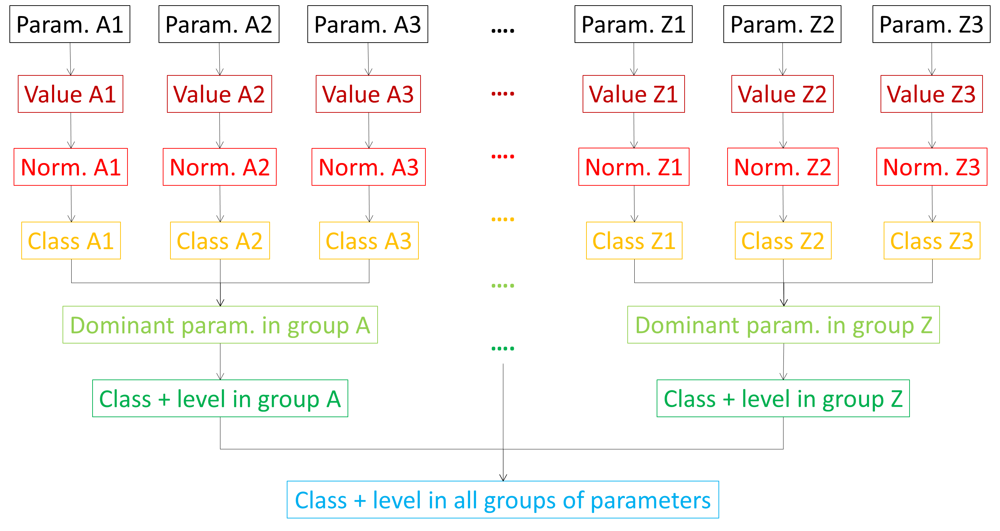 Param. A1
Param. A2
Param. A3
....
Param. Z1
Param. Z2
Param. Z3
Value A1
Value A2
Value A3
....
Value Z1
Value Z2
Value Z3
Norm. A1
Norm. A2
Norm. A3
....
Norm. Z1
Norm. Z2
Norm. Z3
Class A1
Class A2
Class A3
....
Class Z1
Class Z2
Class Z3
....
Dominant param. in group A
Dominant param. in group Z
....
Class + level in group A
Class + level in group Z
Class + level in all groups of parameters